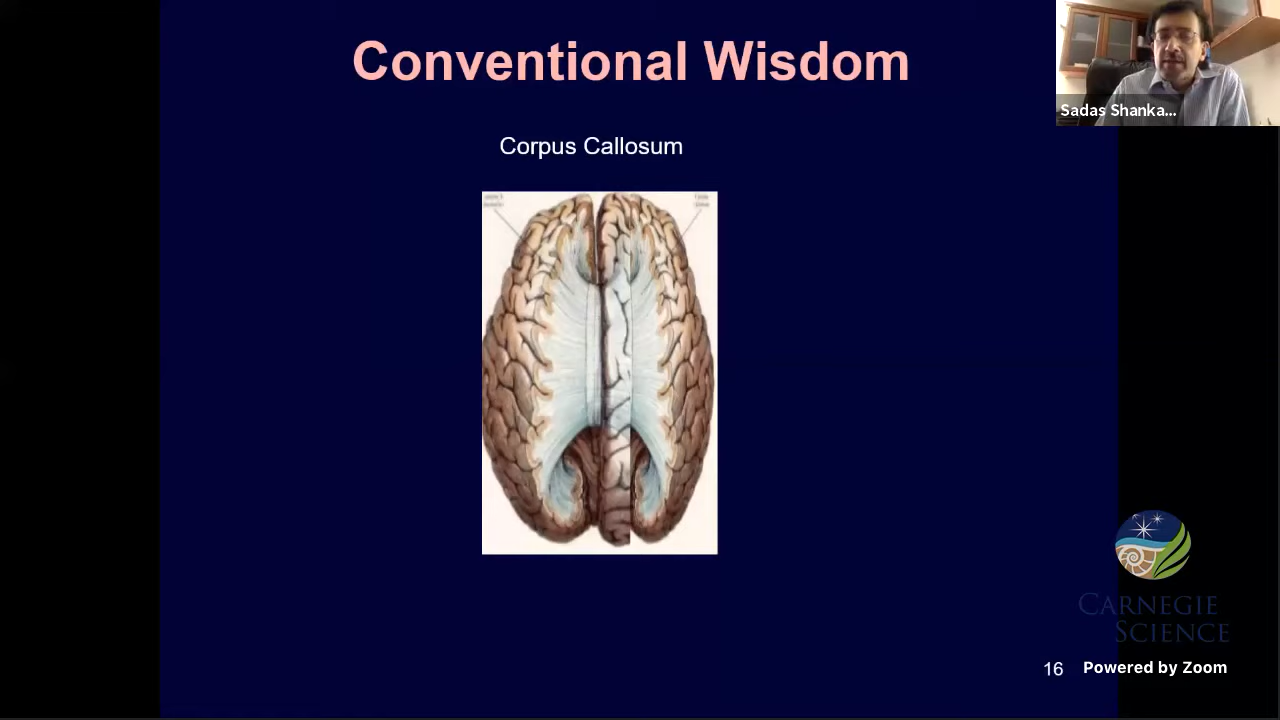 Conventional Wisdom
Sadas Shanka...
Corpus Callosum
CARNEGIE
SCIENCE
16
Powered by Zoom